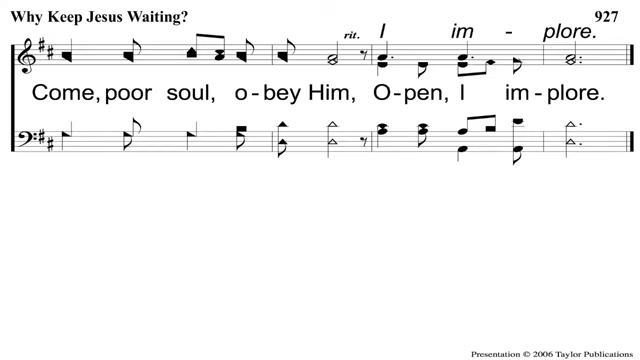 Why Keep Jesus Waiting? 927
rit. I im - plore.
Come, poor soul, o-bey Him, O-pen, I im-plore.
Presentation © 2006 Taylor Publications